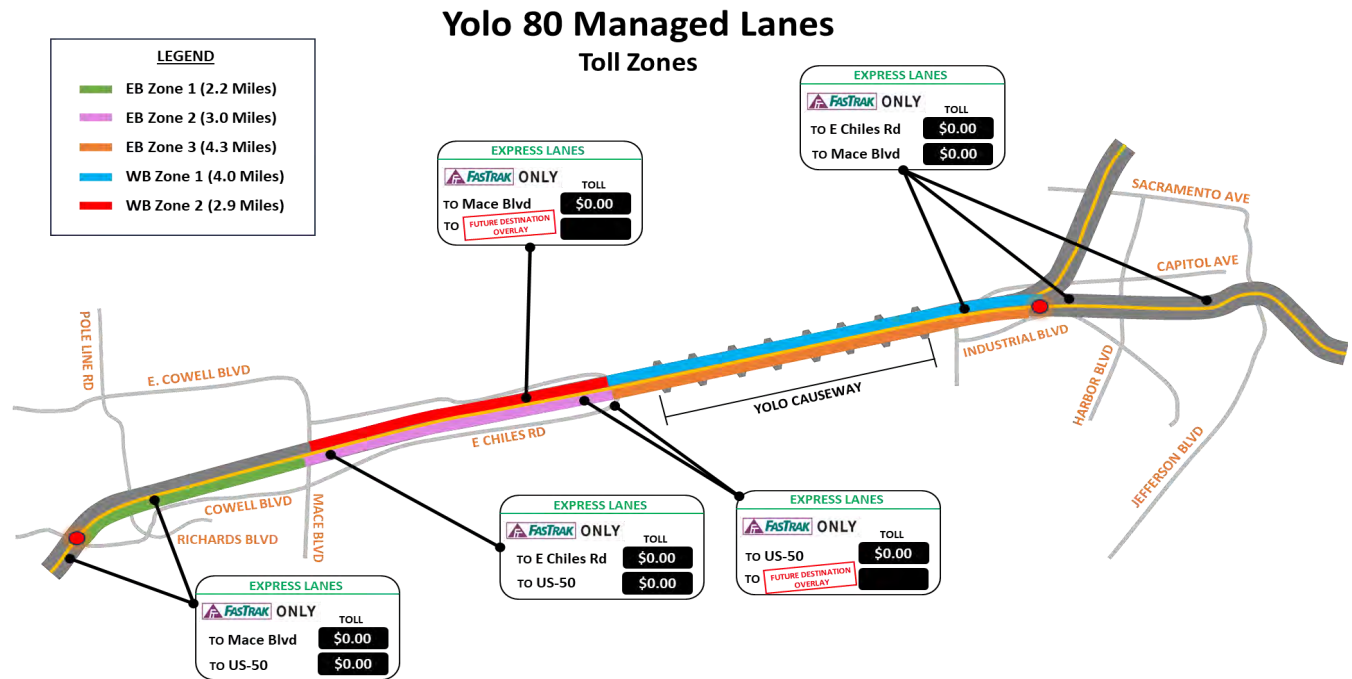 Yolo 80 Managed Lanes
Toll Zones
LEGEND
EB Zone 1 (2.2 Miles)
EB Zone 2 (3.0 Miles)
EB Zone 3 (4.3 Miles)
WB Zone 1 (4.0 Miles)
WB Zone 2 (2.9 Miles)
EXPRESS LANES
FASTRAK ONLY
TOLL
TO E Chiles Rd $0.00
TO Mace Blvd $0.00
EXPRESS LANES
FASTRAK ONLY
TOLL
TO Mace Blvd $0.00
TO FUTURE DESTINATION
OVERLAY
SACRAMENTO AVE
CAPITOL AVE
INDUSTRIAL BLVD
HARBOR BLVD
JEFFERSON BLVD
YOLO CAUSEWAY
POLE LINE RD
E. COWELL BLVD
E CHILES RD
COWELL BLVD
RICHARDS BLVD
MACE BLVD
EXPRESS LANES
FASTRAK ONLY
TOLL
TO E Chiles Rd $0.00
TO US-50 $0.00
EXPRESS LANES
FASTRAK ONLY
TOLL
TO US-50 $0.00
TO FUTURE DESTINATION
OVERLAY
EXPRESS LANES
FASTRAK ONLY
TOLL
TO Mace Blvd $0.00
TO US-50 $0.00